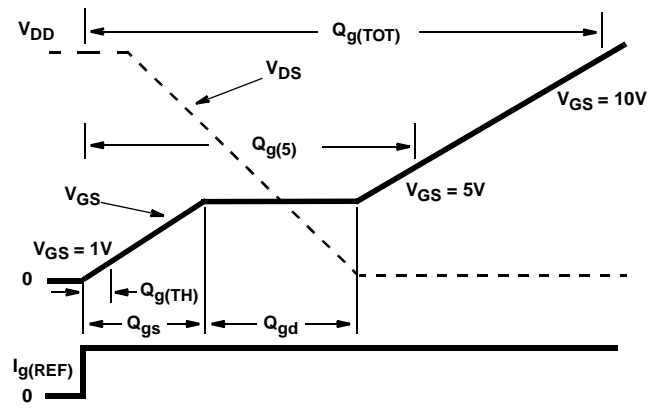 V_DD
Q_g(TOT)
V_DS
V_GS = 10V
Q_g(5)
V_GS
V_GS = 5V
V_GS = 1V
0
Q_g(TH)
Q_gs
Q_gd
I_g(REF)
0